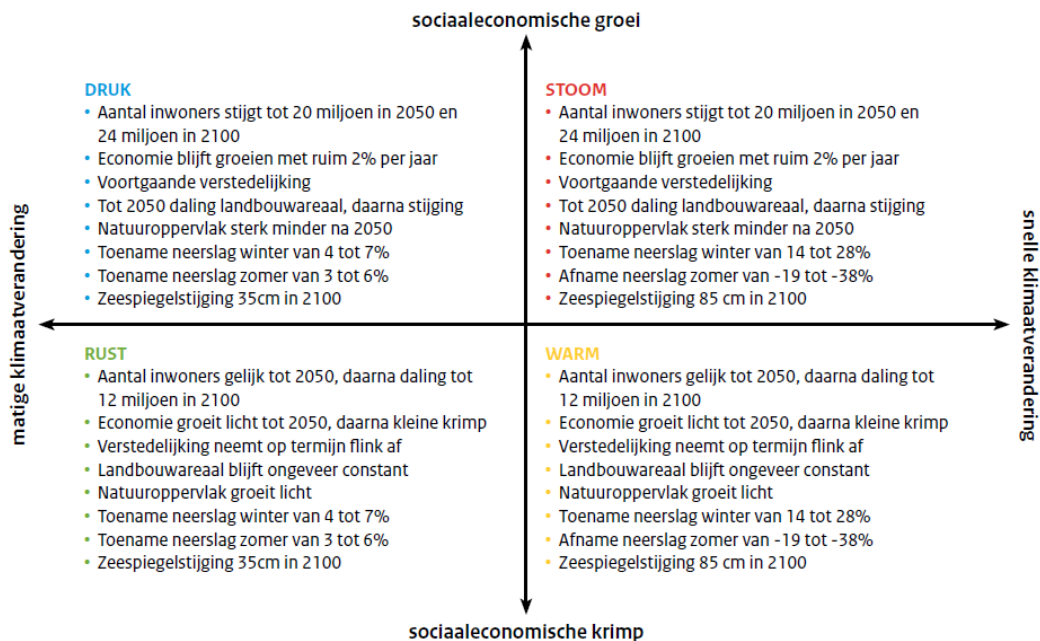 sociaaleconomische groei
matige klimaatverandering
DRUK
• Aantal inwoners stijgt tot 20 miljoen in 2050 en
24 miljoen in 2100
• Economie blijft groeien met ruim 2% per jaar
• Voortgaande verstedelijking
• Tot 2050 daling landbouwareaal, daarna stijging
• Natuuroppervlak sterk minder na 2050
• Toename neerslag winter van 4 tot 7%
• Toename neerslag zomer van 3 tot 6%
• Zeespiegelstijging 35cm in 2100
STOOM
• Aantal inwoners stijgt tot 20 miljoen in 2050 en
24 miljoen in 2100
• Economie blijft groeien met ruim 2% per jaar
• Voortgaande verstedelijking
• Tot 2050 daling landbouwareaal, daarna stijging
• Natuuroppervlak sterk minder na 2050
• Toename neerslag winter van 14 tot 28%
• Afname neerslag zomer van -19 tot -38%
• Zeespiegelstijging 85 cm in 2100
snelle klimaatverandering
RUST
• Aantal inwoners gelijk tot 2050, daarna daling tot
12 miljoen in 2100
• Economie groeit licht tot 2050, daarna kleine krimp
• Verstedelijking neemt op termijn flink af
• Landbouwareaal blijft ongeveer constant
• Natuuroppervlak groeit licht
• Toename neerslag winter van 4 tot 7%
• Toename neerslag zomer van 3 tot 6%
• Zeespiegelstijging 35cm in 2100
WARM
• Aantal inwoners gelijk tot 2050, daarna daling tot
12 miljoen in 2100
• Economie groeit licht tot 2050, daarna kleine krimp
• Verstedelijking neemt op termijn flink af
• Landbouwareaal blijft ongeveer constant
• Natuuroppervlak groeit licht
• Toename neerslag winter van 14 tot 28%
• Afname neerslag zomer van -19 tot -38%
• Zeespiegelstijging 85 cm in 2100
sociaaleconomische krimp